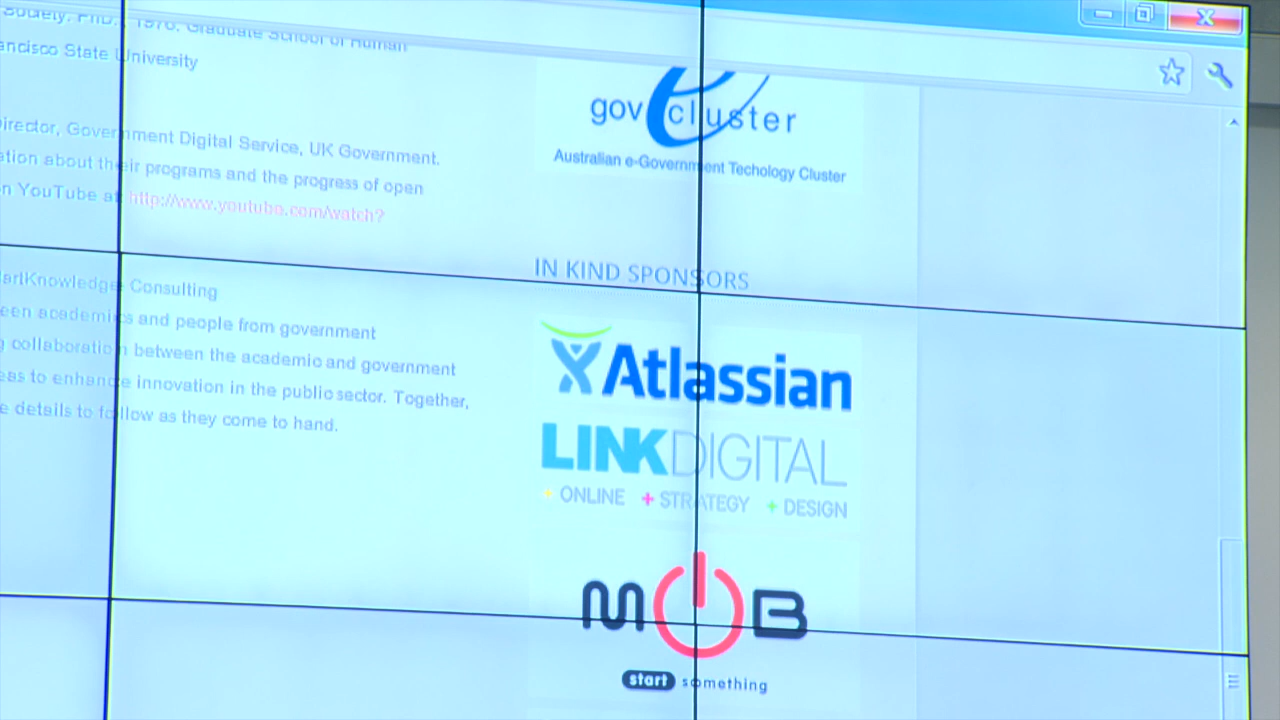 Society. PhD., 1970. Graduate School of Human
ancisco State University
Director, Government Digital Service, UK Government.
ation about their programs and the progress of open
n YouTube at http://www.youtube.com/watch?
artKnowledge Consulting
een academics and people from government
g collaboration between the academic and government
eas to enhance innovation in the public sector. Together,
e details to follow as they come to hand.
gov cluster
Australian e-Government Techology Cluster
IN KIND SPONSORS
Atlassian
LINKDIGITAL
+ ONLINE + STRATEGY + DESIGN
MOB
start something